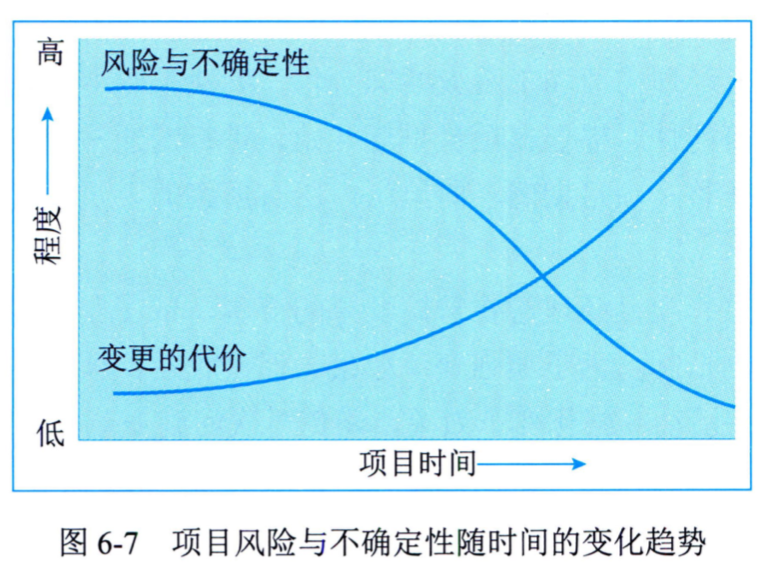 高
风险与不确定性
程度
变更的代价
低
项目时间
图 6-7 项目风险与不确定性随时间的变化趋势